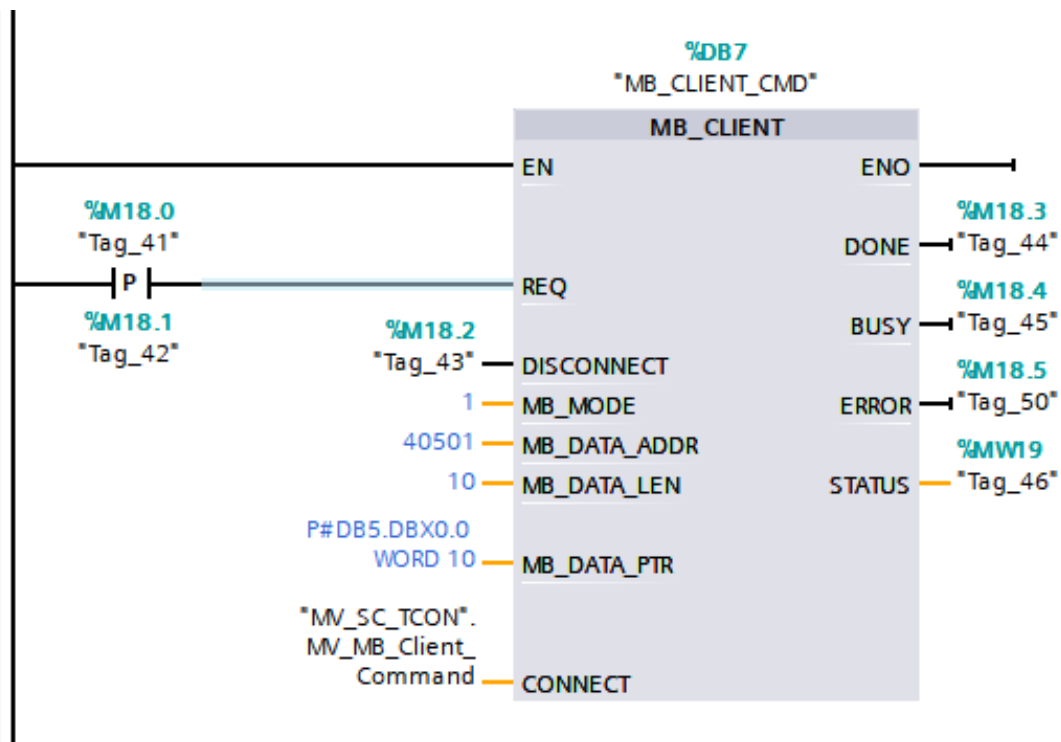 %DB7
"MB_CLIENT_CMD"
MB_CLIENT
EN
ENO
%M18.0
"Tag_41"
P
%M18.1
"Tag_42"
REQ
%M18.2
"Tag_43"
DISCONNECT
1
MB_MODE
40501
MB_DATA_ADDR
10
MB_DATA_LEN
P#DB5.DBX0.0
WORD 10
MB_DATA_PTR
"MV_SC_TCON".
MV_MB_Client_
Command
CONNECT
%M18.3
DONE
"Tag_44"
%M18.4
BUSY
"Tag_45"
%M18.5
ERROR
"Tag_50"
%MW19
STATUS
"Tag_46"